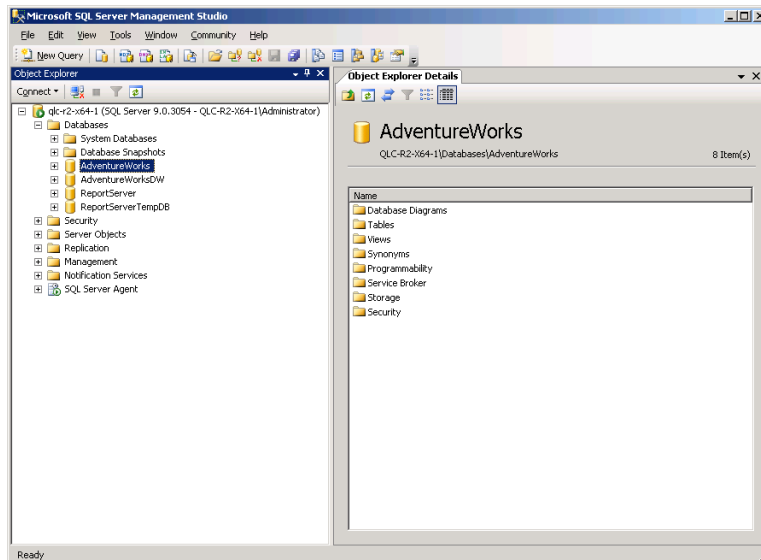 Microsoft SQL Server Management Studio
File Edit View Tools Window Community Help
New Query
Object Explorer
Connect
qlc-r2-x64-1 (SQL Server 9.0.3054 - QLC-R2-X64-1\Administrator)
Databases
System Databases
Database Snapshots
AdventureWorks
AdventureWorksDW
ReportServer
ReportServerTempDB
Security
Server Objects
Replication
Management
Notification Services
SQL Server Agent
Object Explorer Details
AdventureWorks
QLC-R2-X64-1\Databases\AdventureWorks 8 Item(s)
Name
Database Diagrams
Tables
Views
Synonyms
Programmability
Service Broker
Storage
Security
Ready